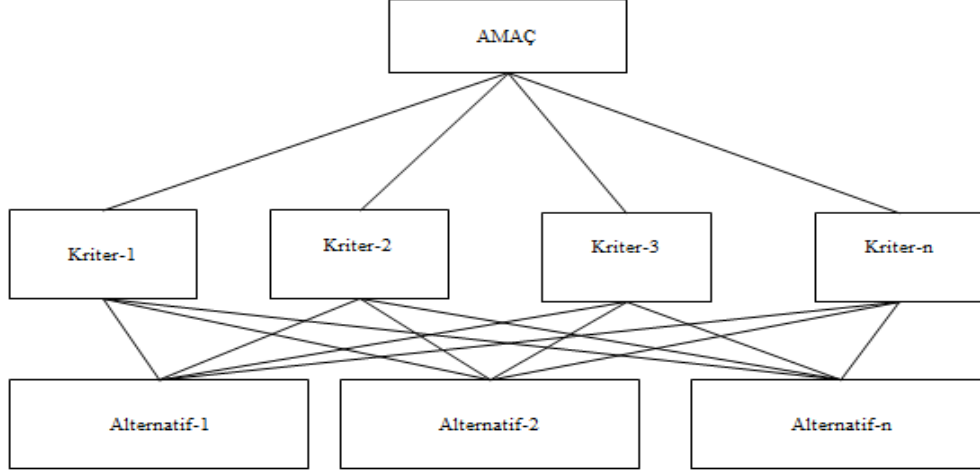 AMAÇ
Kriter-1
Kriter-2
Kriter-3
Kriter-n
Alternatif-1
Alternatif-2
Alternatif-n